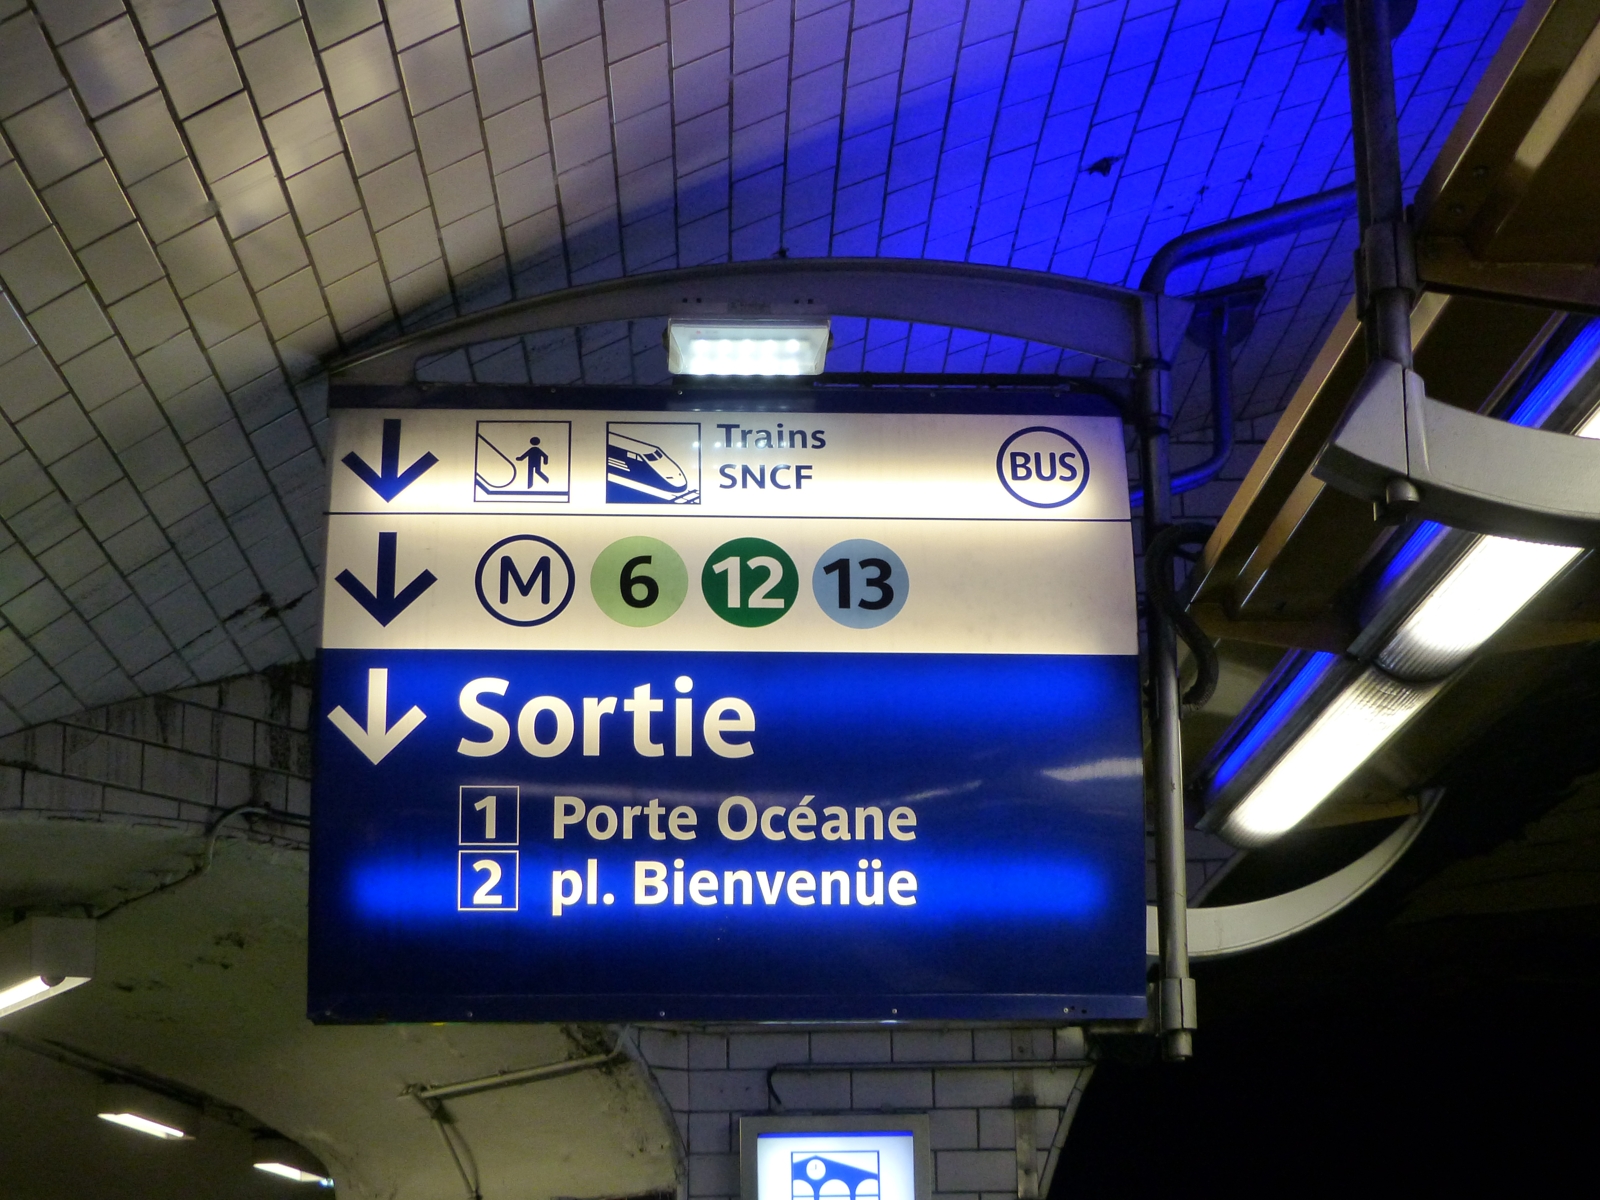 Trains
SNCF
BUS
M 6 12 13
Sortie
1 Porte Océane
2 pl. Bienvenüe